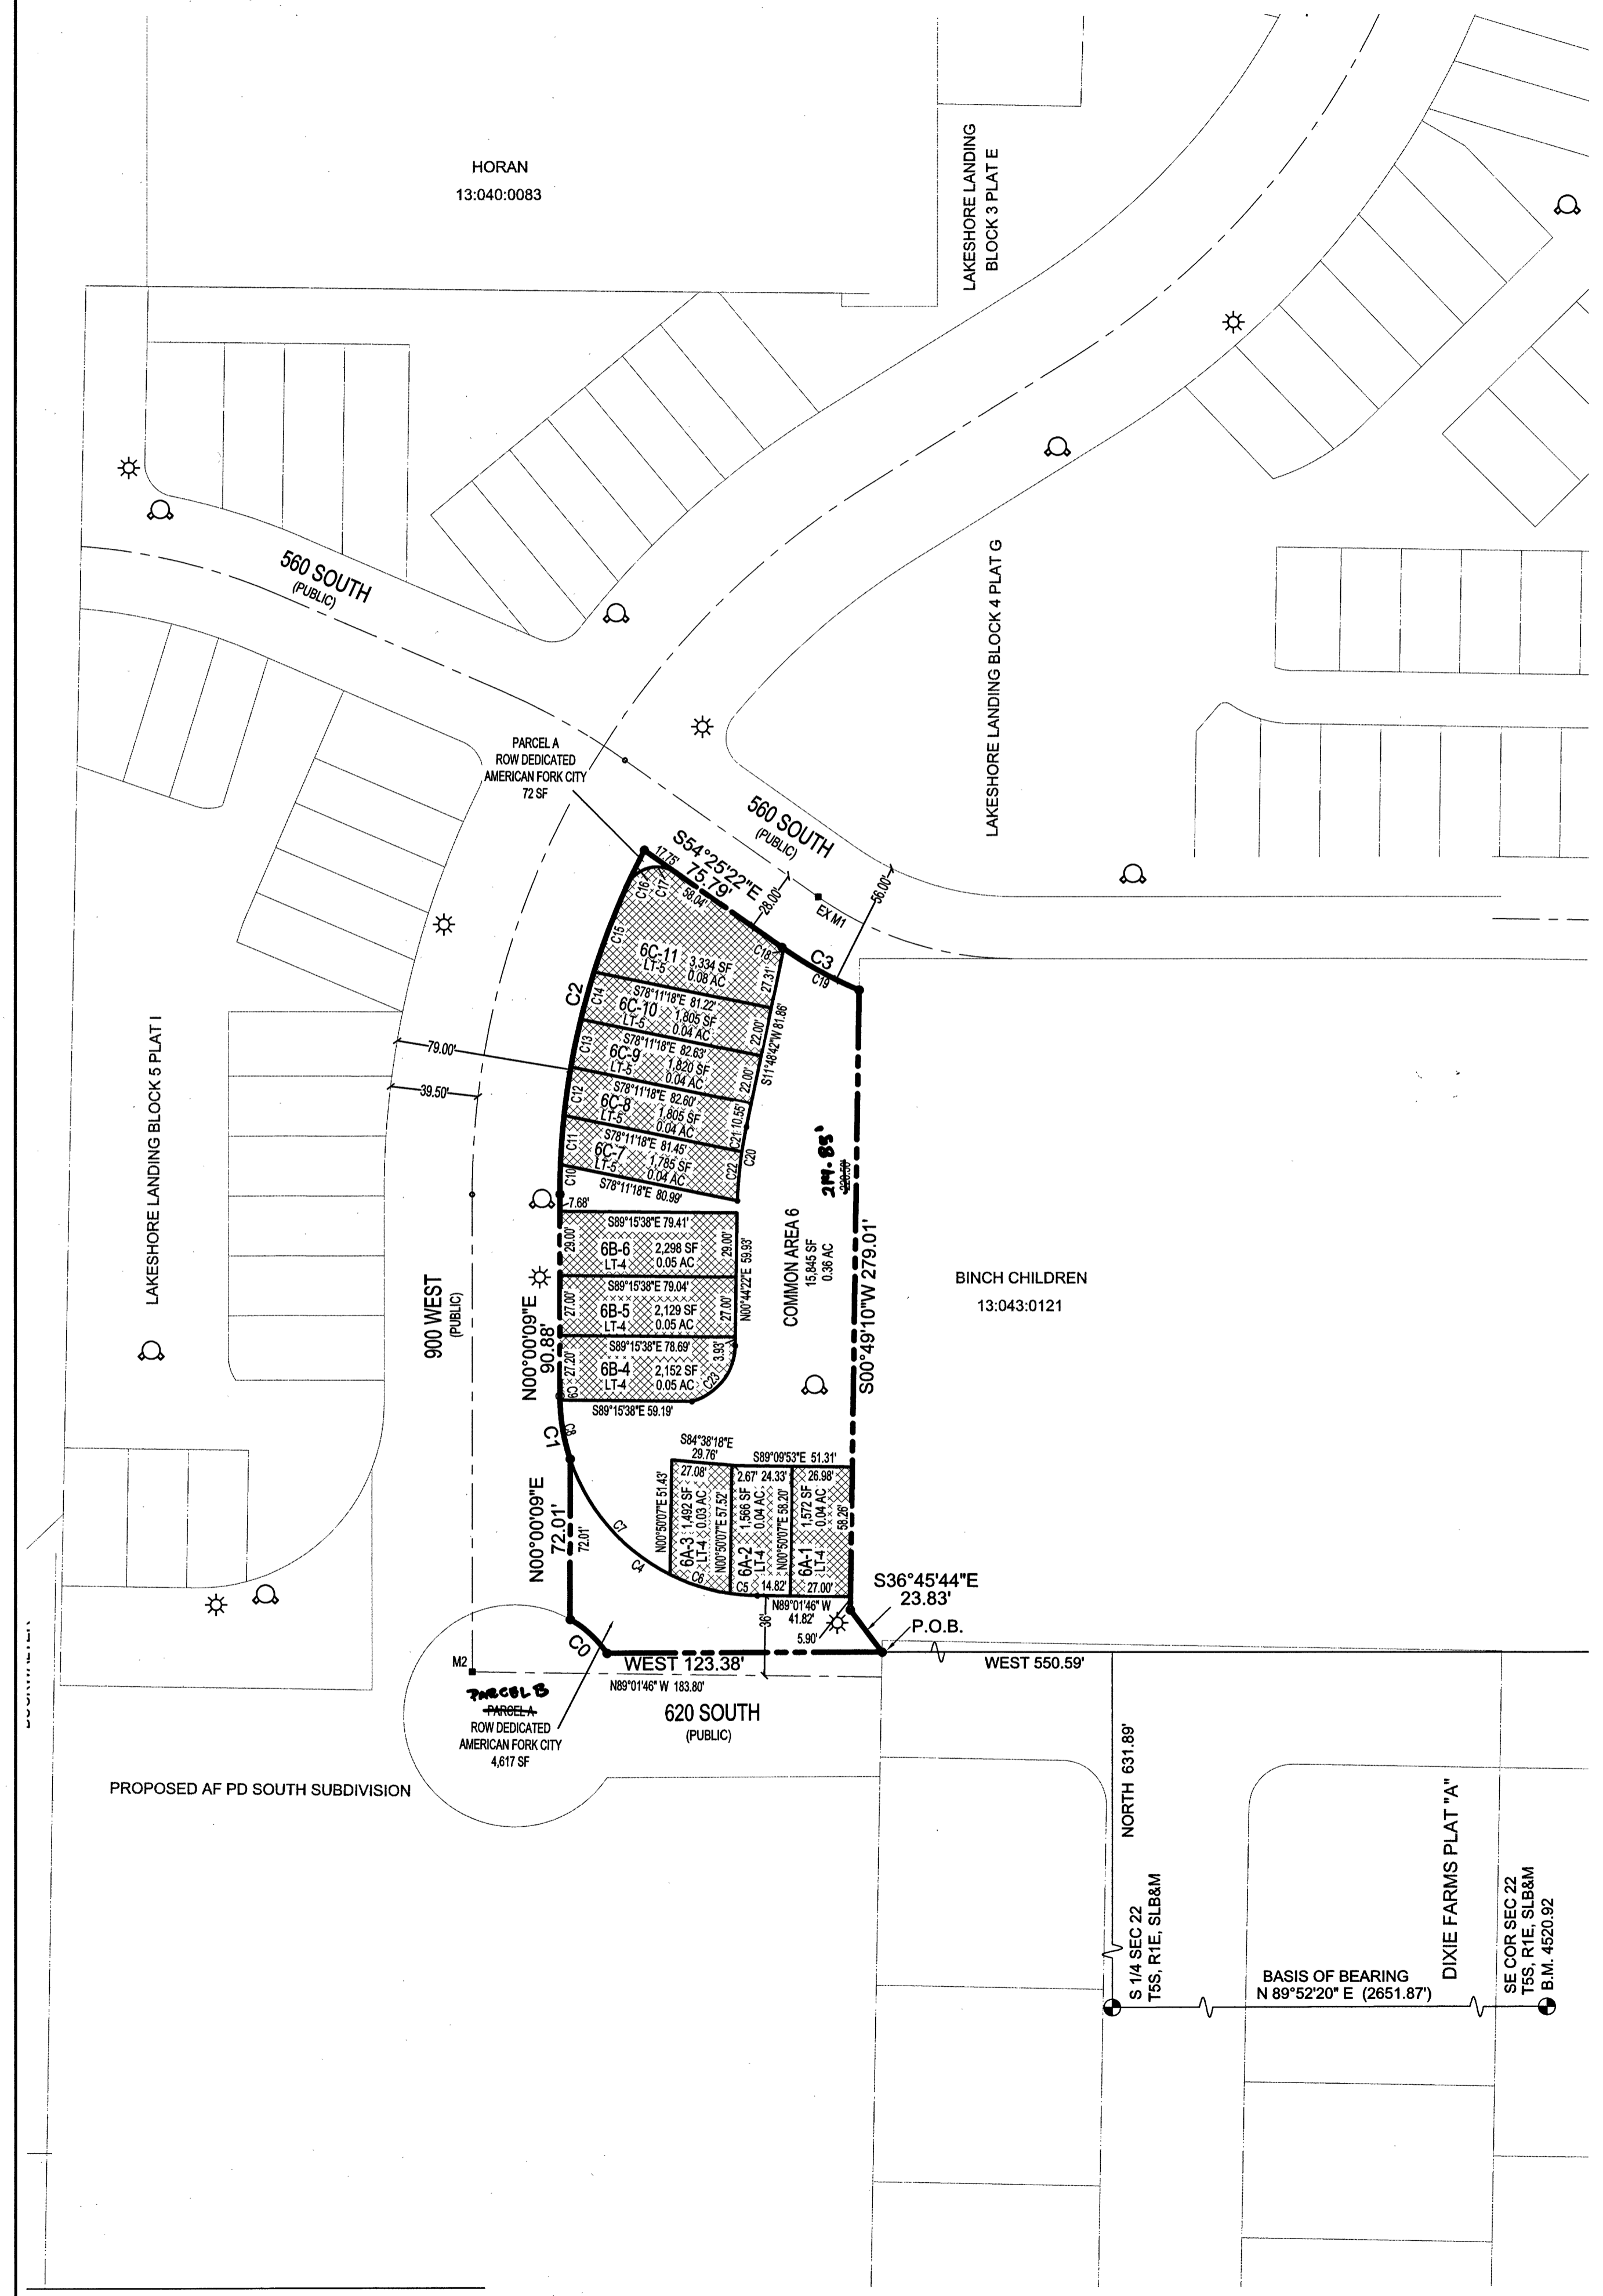 HORAN
13:040:0083
LAKESHORE LANDING
BLOCK 3 PLAT E
560 SOUTH
(PUBLIC)
LAKESHORE LANDING BLOCK 4 PLAT G
PARCEL A
ROW DEDICATED
AMERICAN FORK CITY
72 SF
560 SOUTH
(PUBLIC)
S54°25'22"E
75.79'
17.75'
58.04'
28.00'
56.00'
EX M1
C16
C17
C15
C18
C3
C19
6C-11
LT-5
3,334 SF
0.08 AC
27.31'
C2
C14
S78°11'18"E 81.22'
6C-10
LT-5
1,805 SF
0.04 AC
22.00'
S11°48'42"W 81.86'
C13
S78°11'18"E 82.63'
6C-9
LT-5
1,820 SF
0.04 AC
22.00'
79.00'
39.50'
C12
S78°11'18"E 82.60'
6C-8
LT-5
1,805 SF
0.04 AC
10.55'
C21
C11
S78°11'18"E 81.45'
6C-7
LT-5
1,785 SF
0.04 AC
C22
C20
C10
S78°11'18"E 80.99'
7.68'
LAKESHORE LANDING BLOCK 5 PLAT I
S89°15'38"E 79.41'
29.00'
6B-6
LT-4
2,298 SF
0.05 AC
29.00'
S89°15'38"E 79.04'
27.00'
6B-5
LT-4
2,129 SF
0.05 AC
27.00'
N00°44'22"E 59.93'
S89°15'38"E 78.69'
27.20'
6B-4
LT-4
2,152 SF
0.05 AC
3.93'
C23
C9
S89°15'38"E 59.19'
COMMON AREA 6
15,845 SF
0.36 AC
219.85'
220.56'
S00°49'10"W 279.01'
BINCH CHILDREN
13:043:0121
900 WEST
(PUBLIC)
N00°00'09"E
90.88'
C1
C8
S84°38'18"E
29.76'
S89°09'53"E 51.31'
27.08'
2.67'
24.33'
26.98'
N00°50'07"E 51.43'
6A-3
LT-4
1,492 SF
0.03 AC
N00°50'07"E 57.52'
6A-2
LT-4
1,566 SF
0.04 AC
N00°50'07"E 58.20'
6A-1
LT-4
1,572 SF
0.04 AC
58.26'
N00°00'09"E
72.01'
72.01'
C7
C4
C6
C5
14.82'
27.00'
N89°01'46" W
41.82'
36'
5.90'
S36°45'44"E
23.83'
P.O.B.
C0
M2
WEST 123.38'
WEST 550.59'
N89°01'46" W 183.80'
620 SOUTH
(PUBLIC)
PARCEL B
PARCEL A
ROW DEDICATED
AMERICAN FORK CITY
4,617 SF
PROPOSED AF PD SOUTH SUBDIVISION
NORTH 631.89'
S 1/4 SEC 22
T5S, R1E, SLB&M
BASIS OF BEARING
N 89°52'20" E (2651.87')
DIXIE FARMS PLAT "A"
SE COR SEC 22
T5S, R1E, SLB&M
B.M. 4520.92